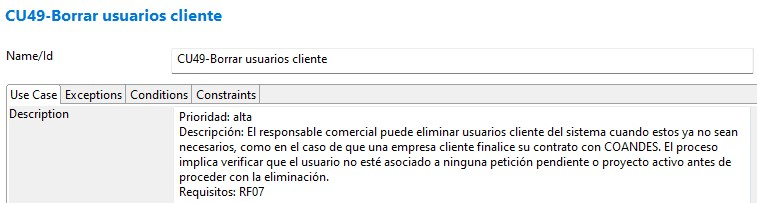 CU49-Borrar usuarios cliente
Name/Id CU49-Borrar usuarios cliente
Use Case Exceptions Conditions Constraints
Description Prioridad: alta
Descripción: El responsable comercial puede eliminar usuarios cliente del sistema cuando estos ya no sean
necesarios, como en el caso de que una empresa cliente finalice su contrato con COANDES. El proceso
implica verificar que el usuario no esté asociado a ninguna petición pendiente o proyecto activo antes de
proceder con la eliminación.
Requisitos: RF07